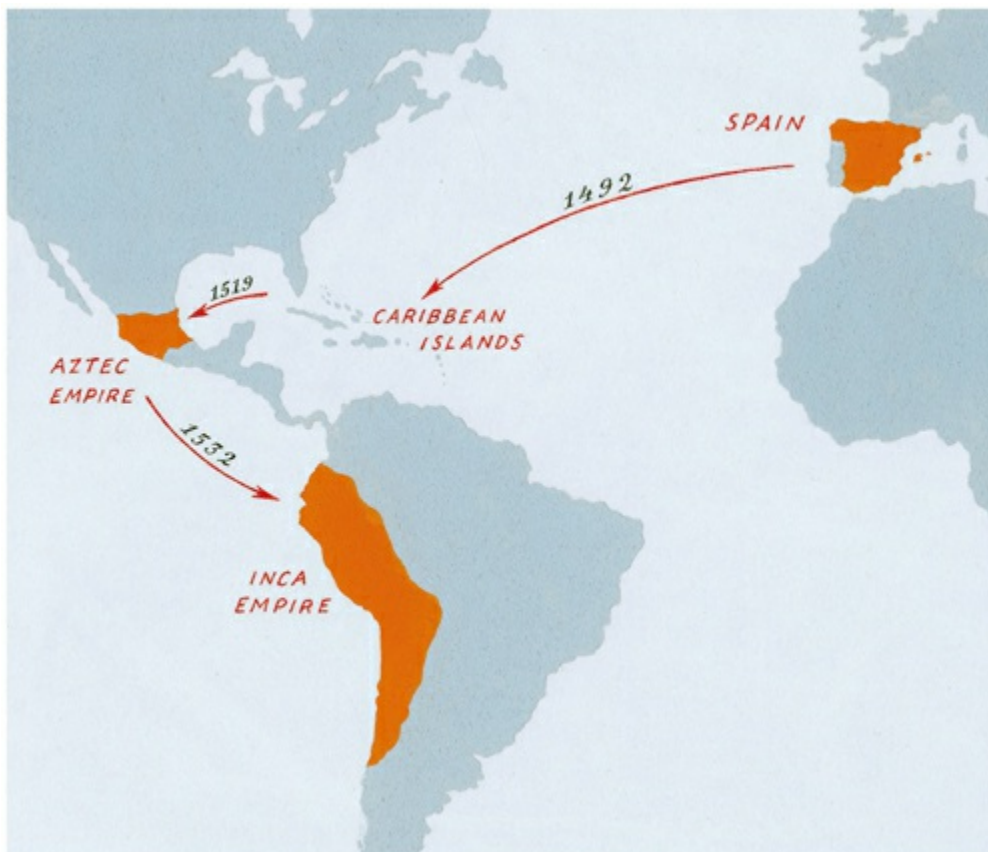 SPAIN
1492
1519
CARIBBEAN
ISLANDS
AZTEC
EMPIRE
1532
INCA
EMPIRE